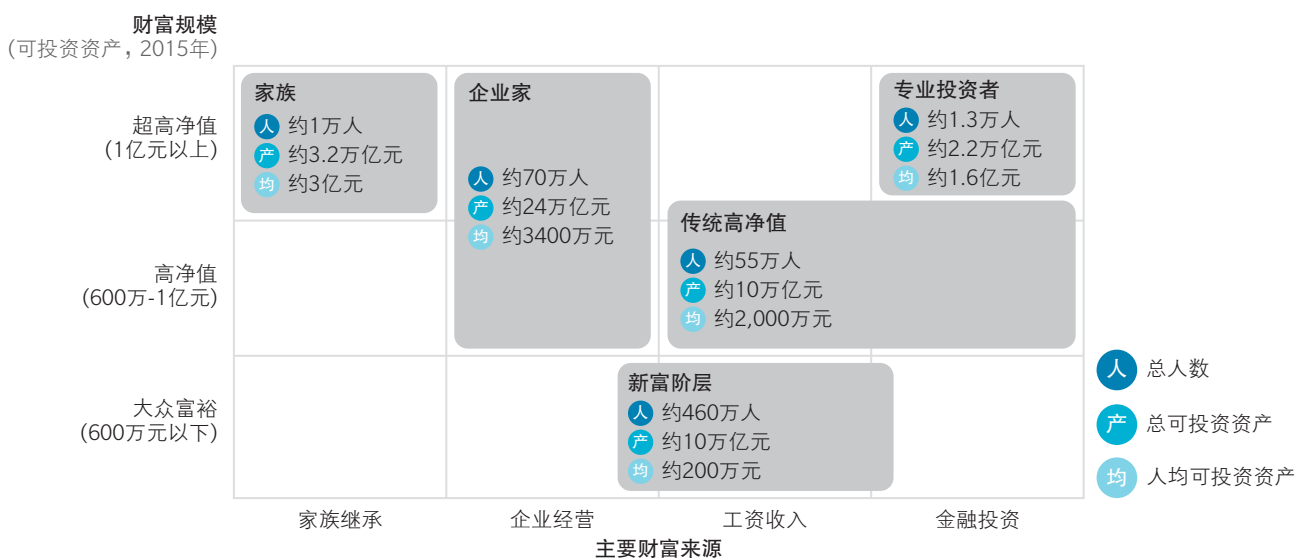 财富规模
(可投资资产，2015年)
超高净值
(1亿元以上)
家族
人 约1万人
产 约3.2万亿元
均 约3亿元
企业家
人 约70万人
产 约24万亿元
均 约3400万元
专业投资者
人 约1.3万人
产 约2.2万亿元
均 约1.6亿元
高净值
(600万-1亿元)
传统高净值
人 约55万人
产 约10万亿元
均 约2,000万元
大众富裕
(600万元以下)
新富阶层
人 约460万人
产 约10万亿元
均 约200万元
人 总人数
产 总可投资资产
均 人均可投资资产
家族继承
企业经营
工资收入
金融投资
主要财富来源